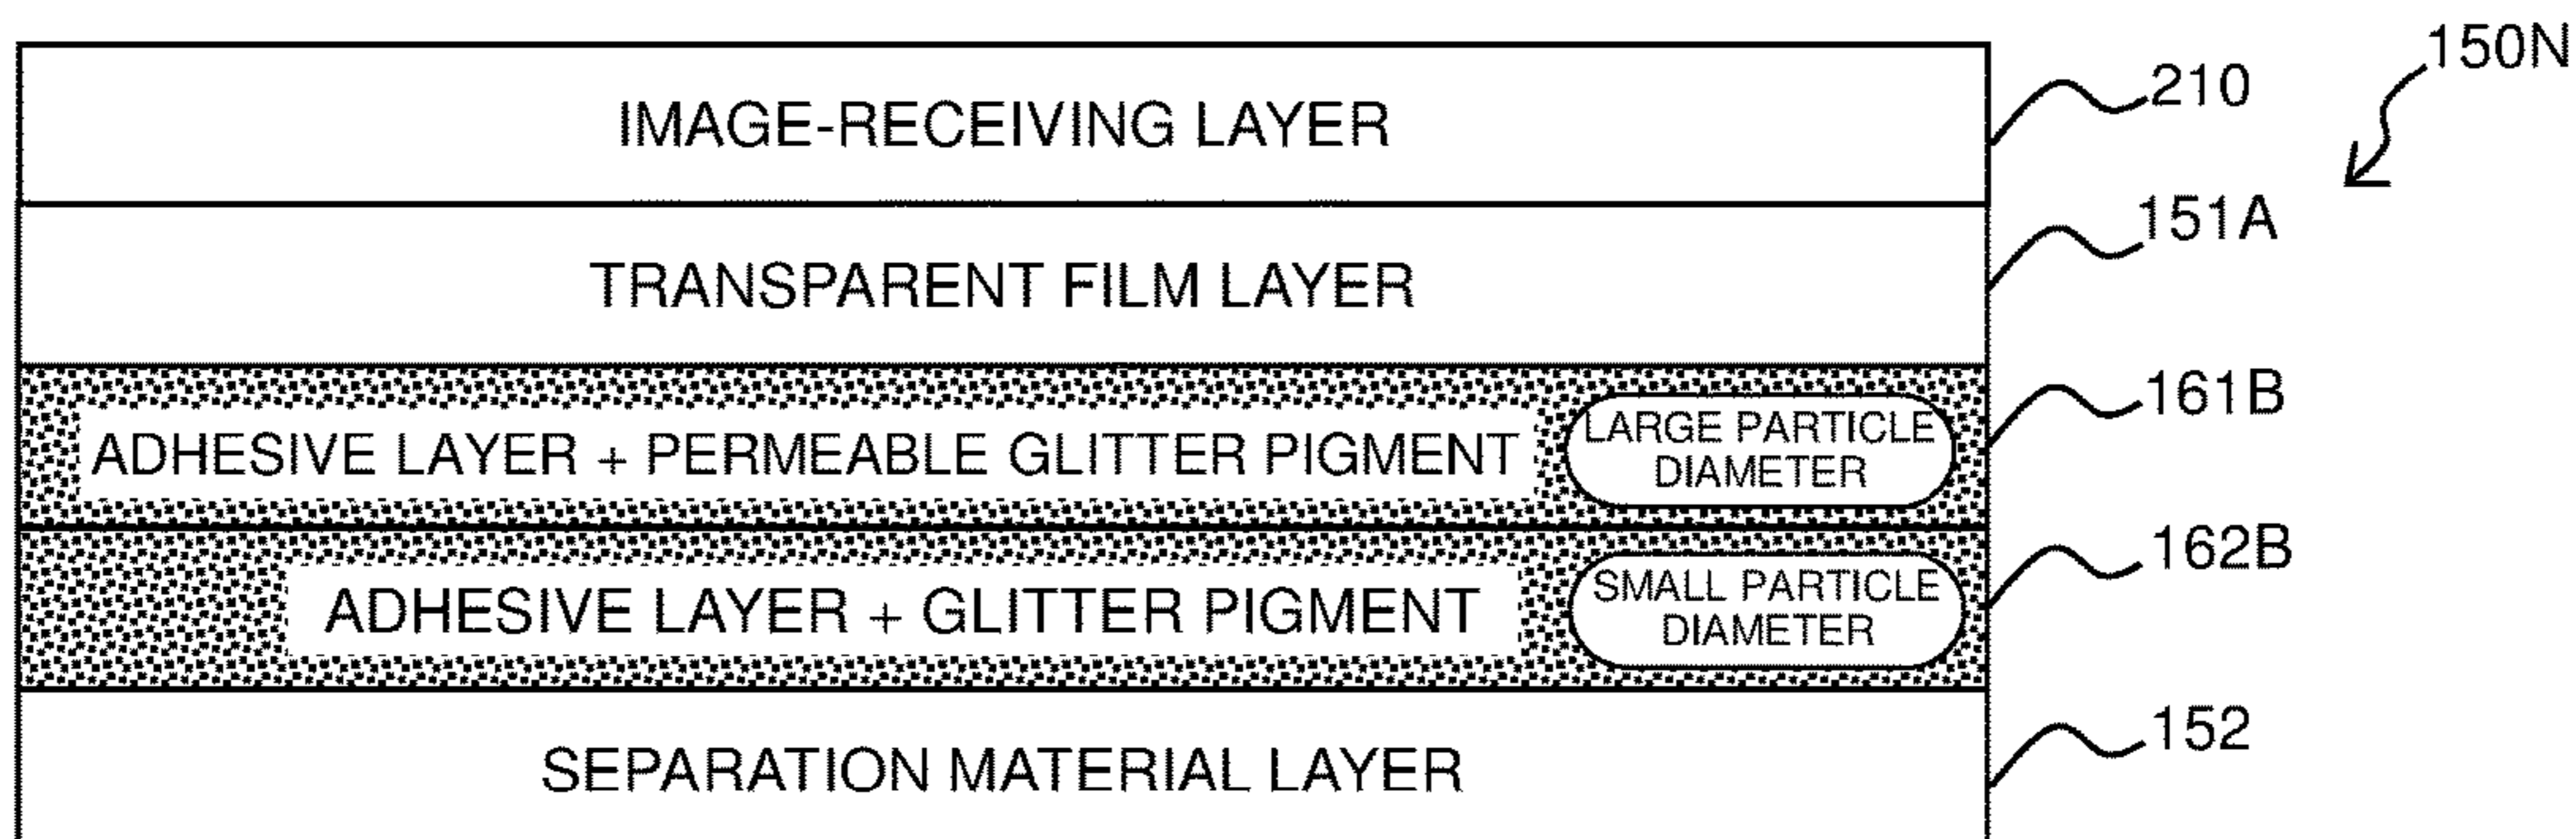 150N
IMAGE-RECEIVING LAYER
210
TRANSPARENT FILM LAYER
151A
ADHESIVE LAYER + PERMEABLE GLITTER PIGMENT
LARGE PARTICLE
DIAMETER
161B
ADHESIVE LAYER + GLITTER PIGMENT
SMALL PARTICLE
DIAMETER
162B
SEPARATION MATERIAL LAYER
152